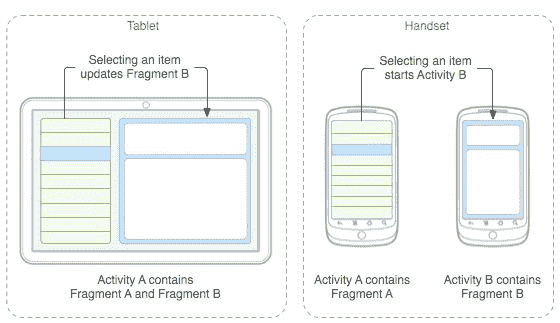 Tablet
Selecting an item
updates Fragment B
Activity A contains
Fragment A and Fragment B
Handset
Selecting an item
starts Activity B
Activity A contains
Fragment A
Activity B contains
Fragment B